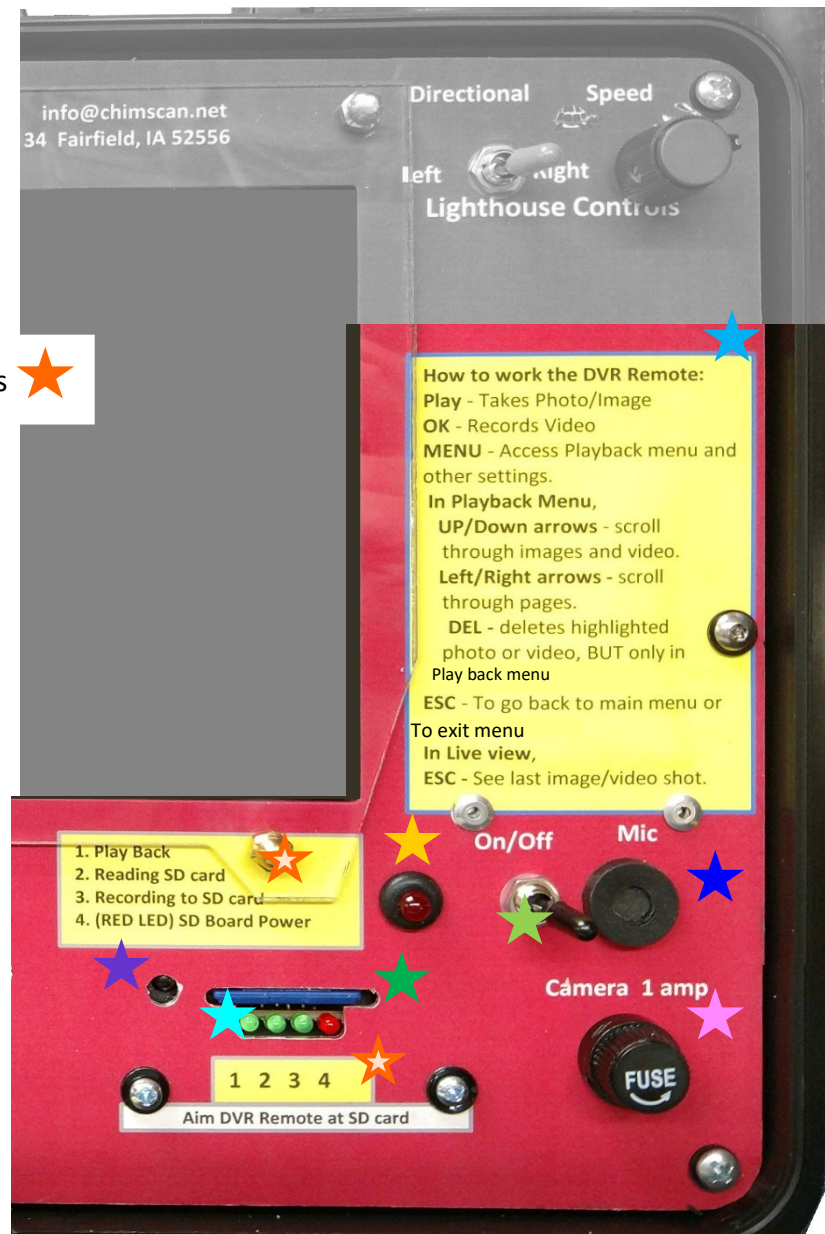 info@chimscan.net
34 Fairfield, IA 52556
Directional Speed
Left Right
Lighthouse Controls
s
How to work the DVR Remote:
Play - Takes Photo/Image
OK - Records Video
MENU - Access Playback menu and
other settings.
In Playback Menu,
UP/Down arrows - scroll
through images and video.
Left/Right arrows - scroll
through pages.
DEL - deletes highlighted
photo or video, BUT only in
Play back menu
ESC - To go back to main menu or
To exit menu
In Live view,
ESC - See last image/video shot.
1. Play Back
2. Reading SD card
3. Recording to SD card
4. (RED LED) SD Board Power
On/Off Mic
Camera 1 amp
FUSE
1 2 3 4
Aim DVR Remote at SD card